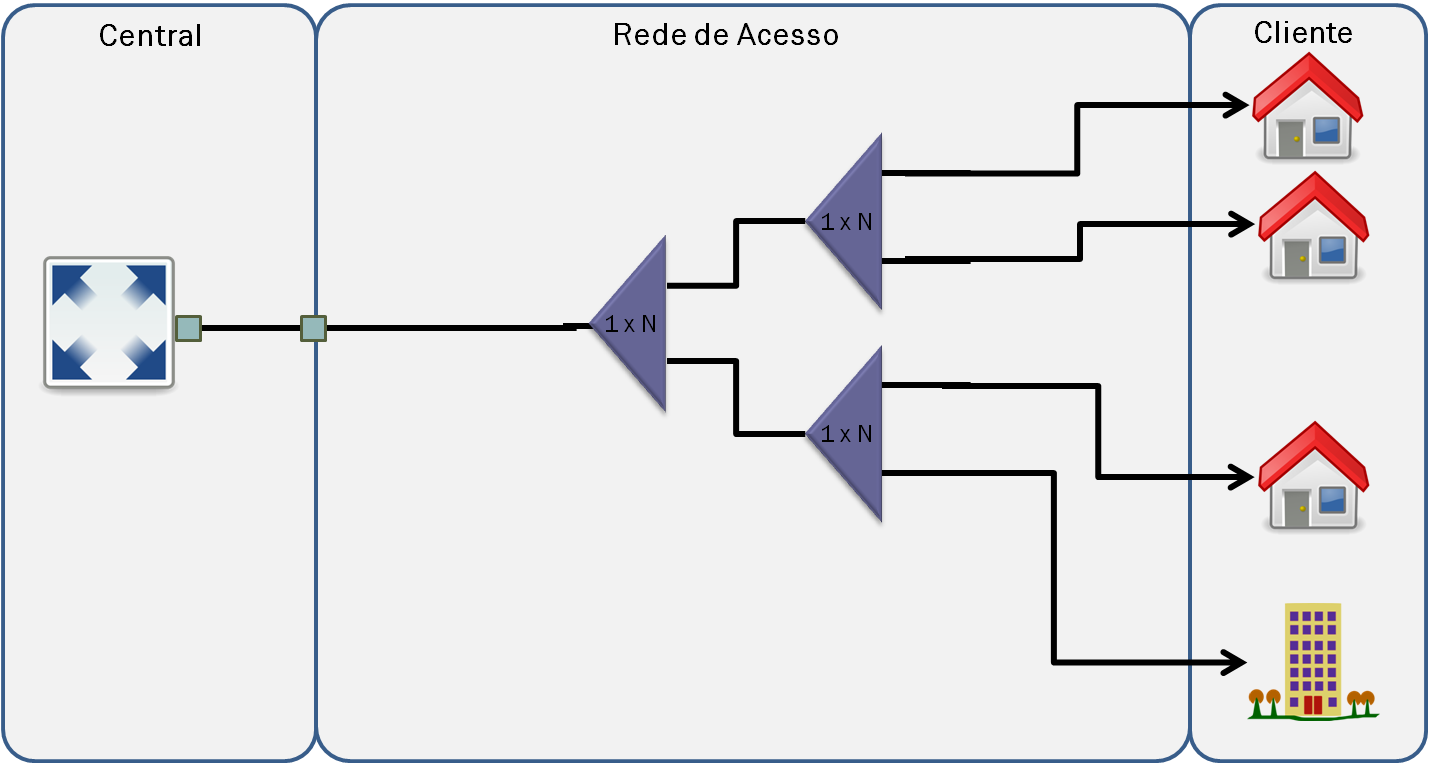 Central
Rede de Acesso
Cliente
1 x N
1 x N
1 x N